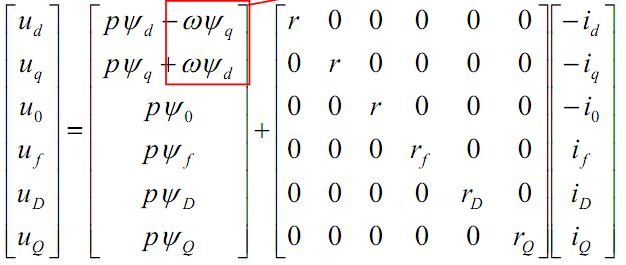 u_d pψ_d − ωψ_q r 0 0 0 0 0 −i_d
u_q pψ_q + ωψ_d 0 r 0 0 0 0 −i_q
u_0 = pψ_0 + 0 0 r 0 0 0 −i_0
u_f pψ_f 0 0 0 r_f 0 0 i_f
u_D pψ_D 0 0 0 0 r_D 0 i_D
u_Q pψ_Q 0 0 0 0 0 r_Q i_Q